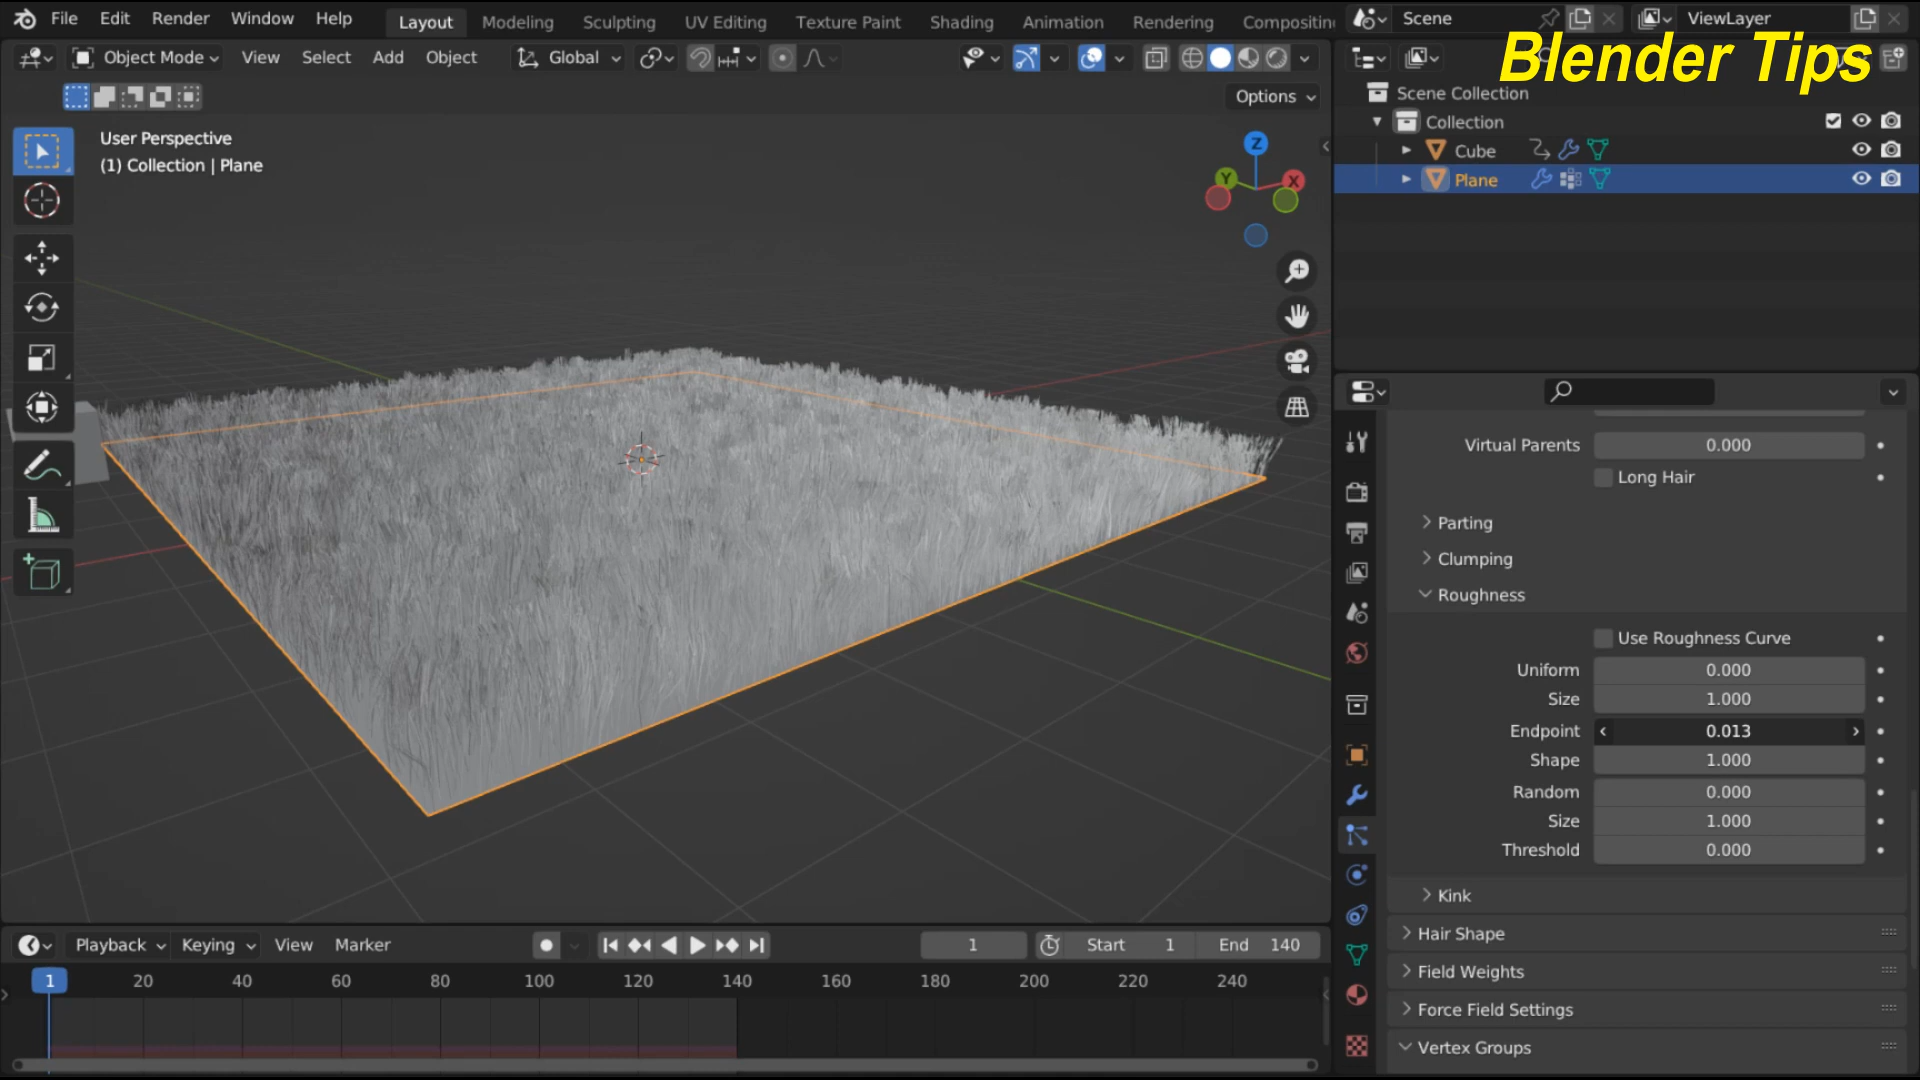 File Edit Render Window Help Layout Modeling Sculpting UV Editing Texture Paint Shading Animation Rendering Compositin Scene ViewLayer
Blender Tips
Object Mode View Select Add Object Global
Options
User Perspective
(1) Collection | Plane
Z
Y
X
Scene Collection
Collection
Cube
Plane
Virtual Parents 0.000
Long Hair
Parting
Clumping
Roughness
Use Roughness Curve
Uniform 0.000
Size 1.000
Endpoint 0.013
Shape 1.000
Random 0.000
Size 1.000
Threshold 0.000
Kink
Hair Shape
Field Weights
Force Field Settings
Vertex Groups
Playback Keying View Marker 1 Start 1 End 140
1 20 40 60 80 100 120 140 160 180 200 220 240